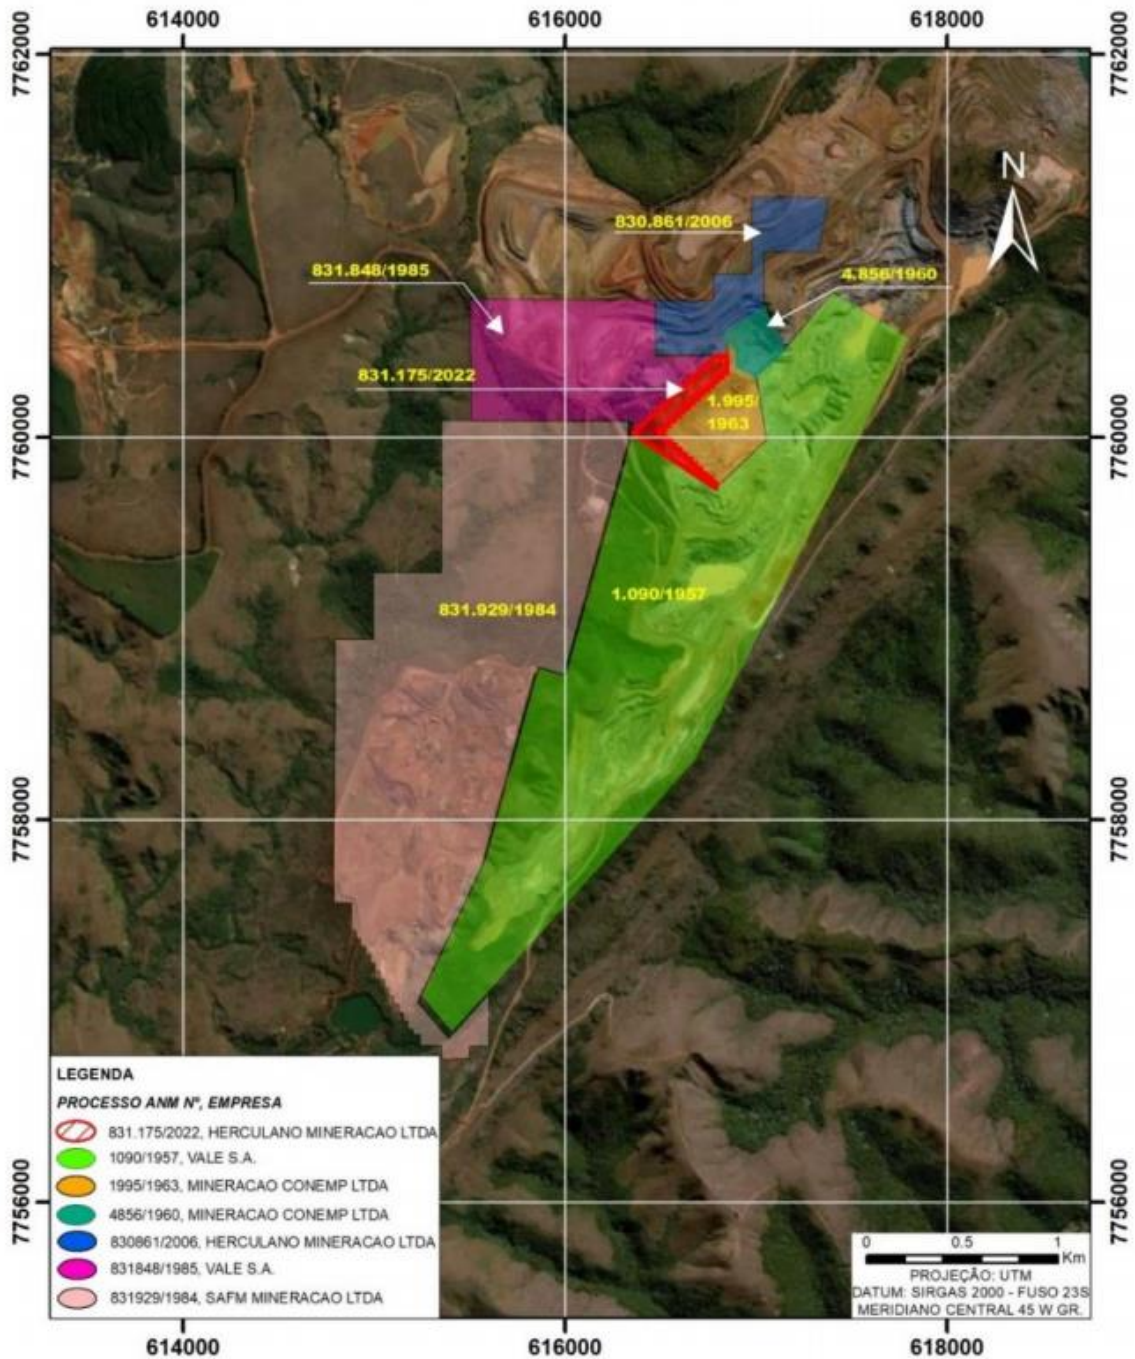 614000
616000
618000
7762000
7762000
N
830.861/2006
831.848/1985
4.856/1960
831.175/2022
1.995/
1963
7760000
7760000
831.929/1984
1.090/1957
7758000
7758000
LEGENDA
PROCESSO ANM Nº, EMPRESA
831.175/2022, HERCULANO MINERACAO LTDA
1090/1957, VALE S.A.
1995/1963, MINERACAO CONEMP LTDA
4856/1960, MINERACAO CONEMP LTDA
830861/2006, HERCULANO MINERACAO LTDA
831848/1985, VALE S.A.
831929/1984, SAFM MINERACAO LTDA
7756000
7756000
0 0.5 1
Km
PROJEÇÃO: UTM
DATUM: SIRGAS 2000 - FUSO 23S
MERIDIANO CENTRAL 45 W GR.
614000
616000
618000